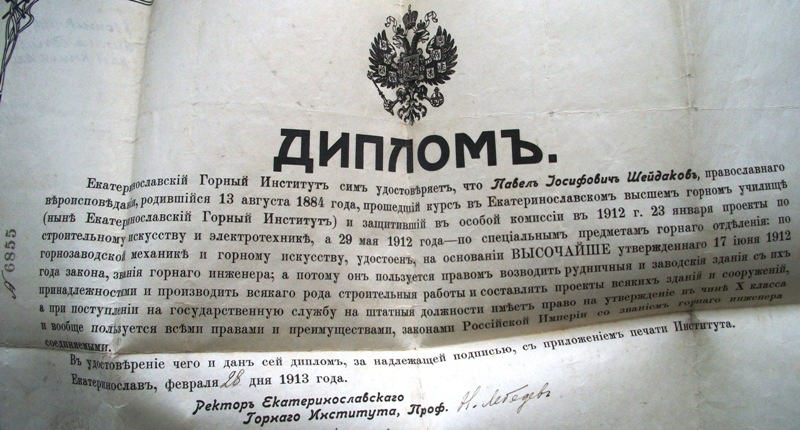 ДИПЛОМЪ.
Екатеринославскій Горный Институтъ симъ удостовѣряетъ, что Павелъ Іосифовичъ Шейдаковъ, православнаго
вѣроисповѣданія, родившійся 13 августа 1884 года, прошедшій курсъ въ Екатеринославскомъ высшемъ горномъ училищѣ
(нынѣ Екатеринославскій Горный Институтъ) и защитившій въ особой комиссіи въ 1912 г. 23 января проекты по
строительному искусству и электротехникѣ, а 29 мая 1912 года—по спеціальнымъ предметамъ горнаго отдѣленія: по
горнозаводской механикѣ и горному искусству, удостоенъ, на основаніи ВЫСОЧАЙШЕ утвержденнаго 17 іюня 1912
года закона, званія горнаго инженера; а потому онъ пользуется правомъ возводить рудничныя и заводскія зданія съ ихъ
принадлежностями и производить всякаго рода строительныя работы и составлять проекты всякихъ зданій и сооруженій,
а при поступленіи на государственную службу на штатныя должности имѣетъ право на утвержденіе въ чинѣ X класса
и вообще пользуется всѣми правами и преимуществами, законами Россійской Имперіи со званіемъ горнаго инженера
соединяемыми.
Въ удостовѣреніе чего и данъ сей дипломъ, за надлежащей подписью, съ приложеніемъ печати Института.
Екатеринославъ, февраля 28 дня 1913 года.
Ректоръ Екатеринославскаго
Горнаго Института, Проф. Н. Лебедевъ
№ 6855